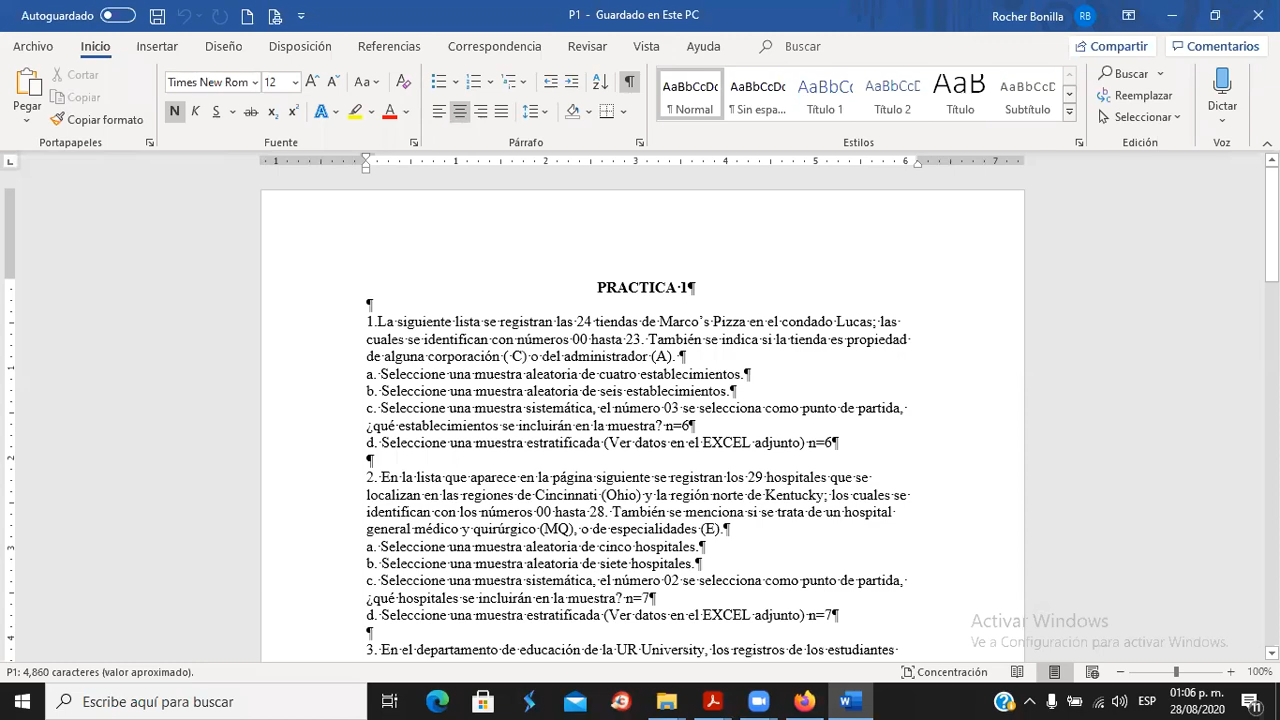 Autoguardado
P1 - Guardado en Este PC
Rocher Bonilla RB
Archivo Inicio Insertar Diseño Disposición Referencias Correspondencia Revisar Vista Ayuda Buscar Compartir Comentarios
Pegar
Cortar
Copiar
Copiar formato
Portapapeles
Times New Rom 12
Fuente
Párrafo
AaBbCcDc AaBbCcDc AaBbCc AaBbCcD AaB AaBbCcD
¶ Normal ¶ Sin espa... Título 1 Título 2 Título Subtítulo
Estilos
Buscar
Reemplazar
Seleccionar
Edición
Dictar
Voz
1 1 2 3 4 5 6 7
PRACTICA·1¶
¶
1.La·siguiente·lista·se·registran·las·24·tiendas·de·Marco’s·Pizza·en·el·condado·Lucas;·las·
cuales·se·identifican·con·números·00·hasta·23.·También·se·indica·si·la·tienda·es·propiedad
de·alguna·corporación·(·C)·o·del·administrador·(A).·¶
a.·Seleccione·una·muestra·aleatoria·de·cuatro·establecimientos.¶
b.·Seleccione·una·muestra·aleatoria·de·seis·establecimientos.¶
c.·Seleccione·una·muestra·sistemática,·el·número·03·se·selecciona·como·punto·de·partida,·
¿qué·establecimientos·se·incluirán·en·la·muestra?·n=6¶
d.·Seleccione·una·muestra·estratificada·(Ver·datos·en·el·EXCEL·adjunto)·n=6¶
¶
2.·En·la·lista·que·aparece·en·la·página·siguiente·se·registran·los·29·hospitales·que·se·
localizan·en·las·regiones·de·Cincinnati·(Ohio)·y·la·región·norte·de·Kentucky;·los·cuales·se·
identifican·con·los·números·00·hasta·28.·También·se·menciona·si·se·trata·de·un·hospital·
general·médico·y·quirúrgico·(MQ),·o·de·especialidades·(E).¶
a.·Seleccione·una·muestra·aleatoria·de·cinco·hospitales.¶
b.·Seleccione·una·muestra·aleatoria·de·siete·hospitales.¶
c.·Seleccione·una·muestra·sistemática,·el·número·02·se·selecciona·como·punto·de·partida,·
¿qué·hospitales·se·incluirán·en·la·muestra?·n=7¶
d.·Seleccione·una·muestra·estratificada·(Ver·datos·en·el·EXCEL·adjunto)·n=7¶
¶
3.·En·el·departamento·de·educación·de·la·UR·University,·los·registros·de·los·estudiantes·
Activar Windows
Ve a Configuración para activar Windows.
P1: 4,860 caracteres (valor aproximado).
Concentración
100%
Escribe aquí para buscar
ESP
01:06 p. m.
28/08/2020
11